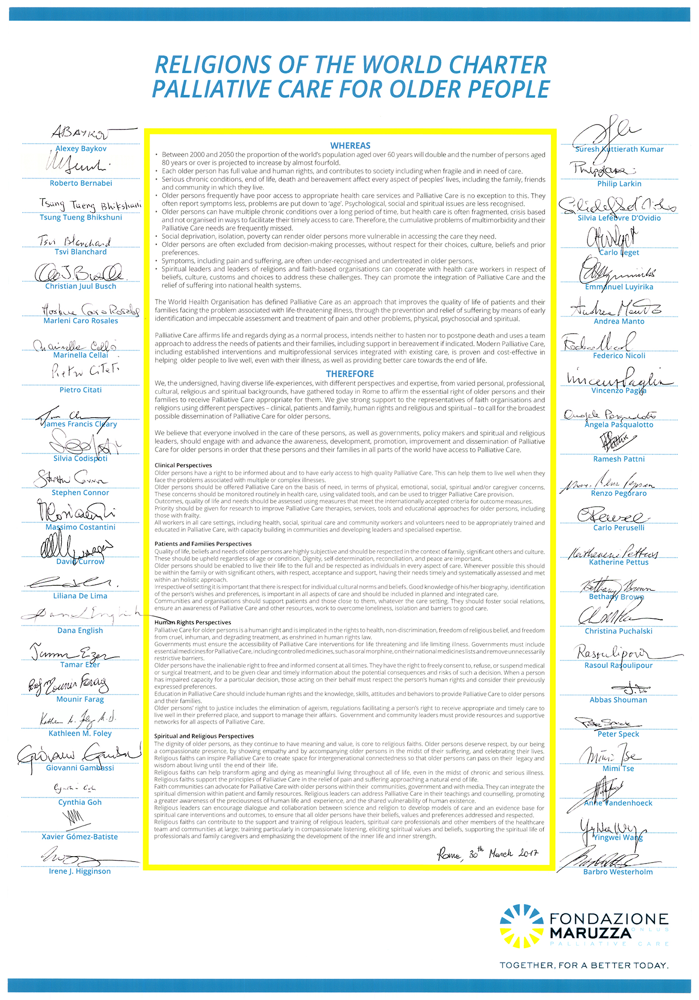 RELIGIONS OF THE WORLD CHARTER
PALLIATIVE CARE FOR OLDER PEOPLE
ABAYKOV
Alexey Baykov
Roberto Bernabei
Tsung Tueng Bhikshuni
Tsung Tueng Bhikshuni
Tsvi Blanchard
Tsvi Blanchard
Christian Juul Busch
Marleni Caro Rosales
Marinella Cellai
Marinella Cellai
Pietro Citati
Pietro Citati
James Francis Cleary
Silvia Codispoti
Stephen Connor
Stephen Connor
Massimo Costantini
David Currow
Liliana De Lima
Dana English
Dana English
Tamar Ezer
Tamar Ezer
Prof Mounir Farag
Mounir Farag
Kathleen M. Foley M.D.
Kathleen M. Foley
Giovanni Gambassi
Cynthia Goh
Cynthia Goh
Xavier Gómez-Batiste
Irene J. Higginson
WHEREAS
• Between 2000 and 2050 the proportion of the world's population aged over 60 years will double and the number of persons aged
80 years or over is projected to increase by almost fourfold.
• Each older person has full value and human rights, and contributes to society including when fragile and in need of care.
• Serious chronic conditions, end of life, death and bereavement affect every aspect of peoples' lives, including the family, friends
and community in which they live.
• Older persons frequently have poor access to appropriate health care services and Palliative Care is no exception to this. They
often report symptoms less, problems are put down to 'age'. Psychological, social and spiritual issues are less recognised.
• Older persons can have multiple chronic conditions over a long period of time, but health care is often fragmented, crisis based
and not organised in ways to facilitate their timely access to care. Therefore, the cumulative problems of multimorbidity and their
Palliative Care needs are frequently missed.
• Social deprivation, isolation, poverty can render older persons more vulnerable in accessing the care they need.
• Older persons are often excluded from decision-making processes, without respect for their choices, culture, beliefs and prior
preferences.
• Symptoms, including pain and suffering, are often under-recognised and undertreated in older persons.
• Spiritual leaders and leaders of religions and faith-based organisations can cooperate with health care workers in respect of
beliefs, culture, customs and choices to address these challenges. They can promote the integration of Palliative Care and the
relief of suffering into national health systems.
The World Health Organisation has defined Palliative Care as an approach that improves the quality of life of patients and their
families facing the problem associated with life-threatening illness, through the prevention and relief of suffering by means of early
identification and impeccable assessment and treatment of pain and other problems, physical, psychosocial and spiritual.
Palliative Care affirms life and regards dying as a normal process, intends neither to hasten nor to postpone death and uses a team
approach to address the needs of patients and their families, including support in bereavement if indicated. Modern Palliative Care,
including established interventions and multiprofessional services integrated with existing care, is proven and cost-effective in
helping older people to live well, even with their illness, as well as providing better care towards the end of life.
THEREFORE
We, the undersigned, having diverse life-experiences, with different perspectives and expertise, from varied personal, professional,
cultural, religious and spiritual backgrounds, have gathered today in Rome to affirm the essential right of older persons and their
families to receive Palliative Care appropriate for them. We give strong support to the representatives of faith organisations and
religions using different perspectives – clinical, patients and family, human rights and religious and spiritual – to call for the broadest
possible dissemination of Palliative Care for older persons.
We believe that everyone involved in the care of these persons, as well as governments, policy makers and spiritual and religious
leaders, should engage with and advance the awareness, development, promotion, improvement and dissemination of Palliative
Care for older persons in order that these persons and their families in all parts of the world have access to Palliative Care.
Clinical Perspectives
Older persons have a right to be informed about and to have early access to high quality Palliative Care. This can help them to live well when they
face the problems associated with multiple or complex illnesses.
Older persons should be offered Palliative Care on the basis of need, in terms of physical, emotional, social, spiritual and/or caregiver concerns.
These concerns should be monitored routinely in health care, using validated tools, and can be used to trigger Palliative Care provision.
Outcomes, quality of life and needs should be assessed using measures that meet the internationally accepted criteria for outcome measures.
Priority should be given for research to improve Palliative Care therapies, services, tools and educational approaches for older persons, including
those with frailty.
All workers in all care settings, including health, social, spiritual care and community workers and volunteers need to be appropriately trained and
educated in Palliative Care, with capacity building in communities and developing leaders and specialised expertise.
Patients and Families Perspectives
Quality of life, beliefs and needs of older persons are highly subjective and should be respected in the context of family, significant others and culture.
These should be upheld regardless of age or condition. Dignity, self-determination, reconciliation, and peace are important.
Older persons should be enabled to live their life to the full and be respected as individuals in every aspect of care. Wherever possible this should
be within the family or with significant others, with respect, acceptance and support, having their needs timely and systematically assessed and met
within an holistic approach.
Irrespective of setting it is important that there is respect for individual cultural norms and beliefs. Good knowledge of his/her biography, identification
of the person's wishes and preferences, is important in all aspects of care and should be included in planned and integrated care.
Communities and organisations should support patients and those close to them, whatever the care setting. They should foster social relations,
ensure an awareness of Palliative Care and other resources, work to overcome loneliness, isolation and barriers to good care.
Human Rights Perspectives
Palliative Care for older persons is a human right and is implicated in the rights to health, non-discrimination, freedom of religious belief, and freedom
from cruel, inhuman, and degrading treatment, as enshrined in human rights law.
Governments must ensure the accessibility of Palliative Care interventions for life threatening and life limiting illness. Governments must include
essential medicines for Palliative Care, including controlled medicines, such as oral morphine, on their national medicines lists and remove unnecessarily
restrictive barriers.
Older persons have the inalienable right to free and informed consent at all times. They have the right to freely consent to, refuse, or suspend medical
or surgical treatment, and to be given clear and timely information about the potential consequences and risks of such a decision. When a person
has impaired capacity for a particular decision, those acting on their behalf must respect the person's human rights and consider their previously
expressed preferences.
Education in Palliative Care should include human rights and the knowledge, skills, attitudes and behaviors to provide Palliative Care to older persons
and their families.
Older persons' right to justice includes the elimination of ageism, regulations facilitating a person's right to receive appropriate and timely care to
live well in their preferred place, and support to manage their affairs. Government and community leaders must provide resources and supportive
networks for all aspects of Palliative Care.
Spiritual and Religious Perspectives
The dignity of older persons, as they continue to have meaning and value, is core to religious faiths. Older persons deserve respect, by our being
a compassionate presence, by showing empathy and by accompanying older persons in the midst of their suffering, and celebrating their lives.
Religious faiths can inspire Palliative Care to create space for intergenerational connectedness so that older persons can pass on their legacy and
wisdom about living until the end of their life.
Religious faiths can help transform aging and dying as meaningful living throughout all of life, even in the midst of chronic and serious illness.
Religious faiths support the principles of Palliative Care in the relief of pain and suffering approaching a natural end of life.
Faith communities can advocate for Palliative Care with older persons within their communities, government and with media. They can integrate the
spiritual dimension within patient and family resources. Religious leaders can address Palliative Care in their teachings and counselling, promoting
a greater awareness of the preciousness of human life and experience, and the shared vulnerability of human existence.
Religious leaders can encourage dialogue and collaboration between science and religion to develop models of care and an evidence base for
spiritual care interventions and outcomes, to ensure that all older persons have their beliefs, values and preferences addressed and respected.
Religious faiths can contribute to the support and training of religious leaders, spiritual care professionals and other members of the healthcare
team and communities at large; training particularly in compassionate listening, eliciting spiritual values and beliefs, supporting the spiritual life of
professionals and family caregivers and emphasizing the development of the inner life and inner strength.
Rome, 30th March 2017
Suresh Kuttierath Kumar
Philip Larkin
Silvia Lefebvre D'Ovidio
Carlo Leget
Emmanuel Luyirika
Andrea Manto
Andrea Manto
Federico Nicoli
Vincenzo Paglia
Vincenzo Paglia
Angela Pasqualotto
Angela Pasqualotto
Ramesh Pattni
Renzo Pegoraro
Carlo Peruselli
Katherine Pettus
Katherine Pettus
Bethany Brown
Bethany Brown
Christina Puchalski
Rasoulipour
Rasoul Rasoulipour
Abbas Shouman
Peter Speck
Peter Speck
Mimi Tse
Mimi Tse
Anne Vandenhoeck
Yingwei Wang
Barbro Westerholm
FONDAZIONE
MARUZZA ONLUS
PALLIATIVE CARE
TOGETHER, FOR A BETTER TODAY.